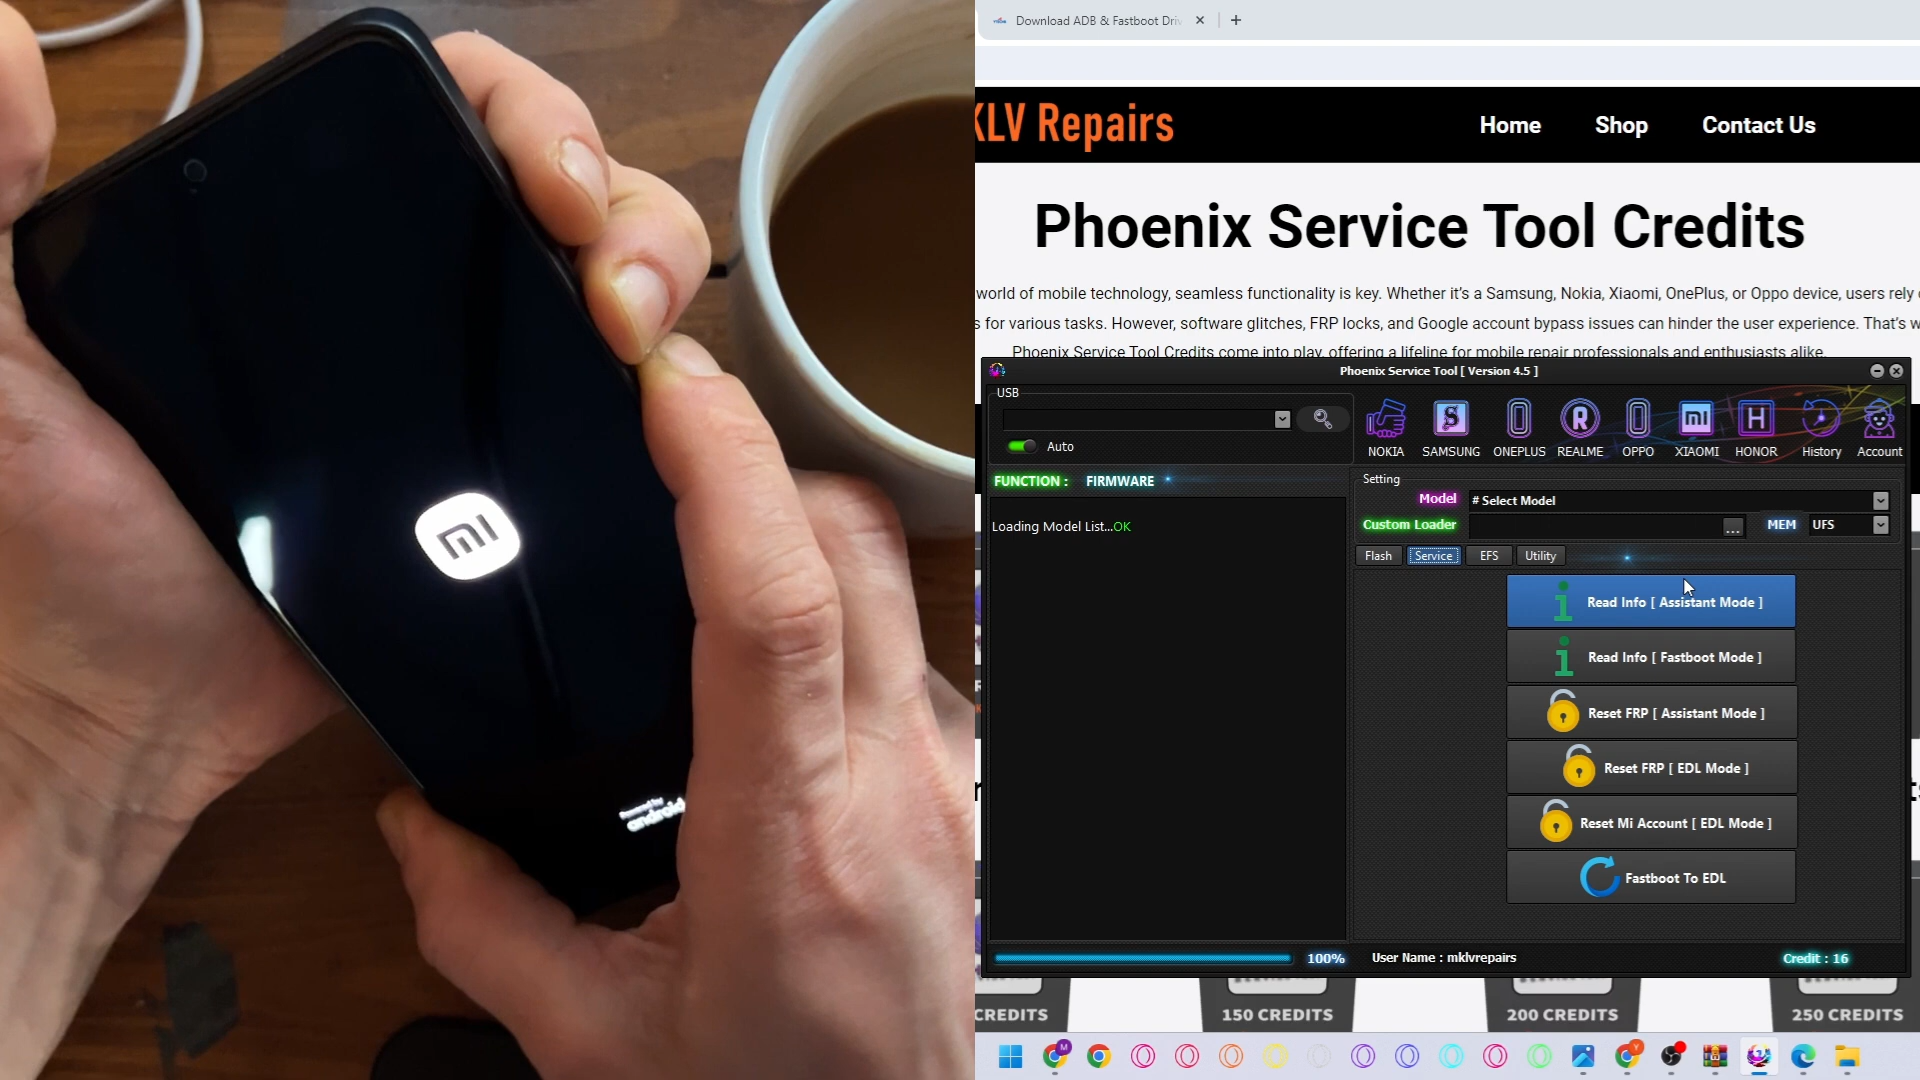 Download ADB & Fastboot Driv
KLV Repairs
Home
Shop
Contact Us
Phoenix Service Tool Credits
world of mobile technology, seamless functionality is key. Whether it's a Samsung, Nokia, Xiaomi, OnePlus, or Oppo device, users rely
s for various tasks. However, software glitches, FRP locks, and Google account bypass issues can hinder the user experience. That's w
Phoenix Service Tool Credits come into play, offering a lifeline for mobile repair professionals and enthusiasts alike.
Phoenix Service Tool [ Version 4.5 ]
USB
Auto
NOKIA
SAMSUNG
ONEPLUS
REALME
OPPO
XIAOMI
HONOR
History
Account
FUNCTION :
FIRMWARE
Loading Model List...OK
Setting
Model
# Select Model
Custom Loader
...
MEM
UFS
Flash
Service
EFS
Utility
Read Info [ Assistant Mode ]
Read Info [ Fastboot Mode ]
Reset FRP [ Assistant Mode ]
Reset FRP [ EDL Mode ]
Reset Mi Account [ EDL Mode ]
Fastboot To EDL
100%
User Name : mklvrepairs
Credit : 16
CREDITS
150 CREDITS
200 CREDITS
250 CREDITS
mi
Powered by
android